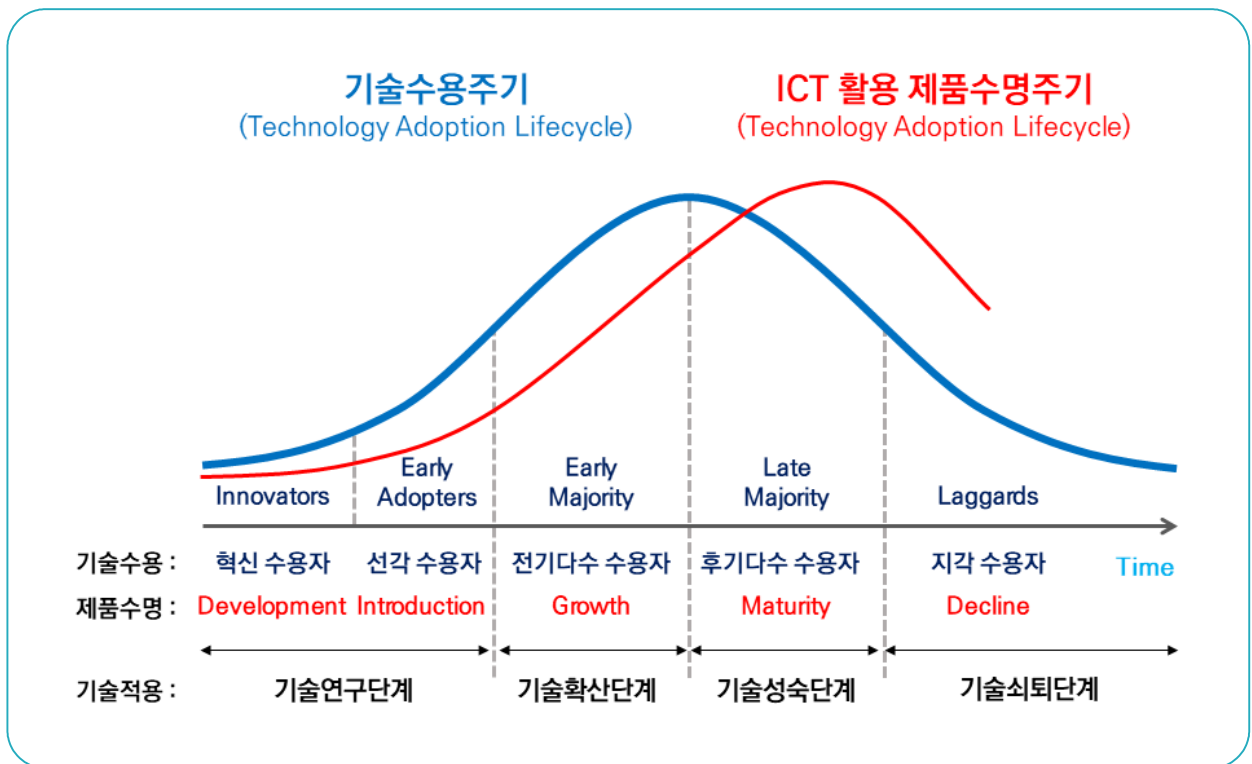 기술수용주기
(Technology Adoption Lifecycle)
ICT 활용 제품수명주기
(Technology Adoption Lifecycle)
Innovators
Early
Adopters
Early
Majority
Late
Majority
Laggards
기술수용 : 혁신 수용자 선각 수용자 전기다수 수용자 후기다수 수용자 지각 수용자 Time
제품수명 : Development Introduction Growth Maturity Decline
기술적용 : 기술연구단계 기술확산단계 기술성숙단계 기술쇠퇴단계